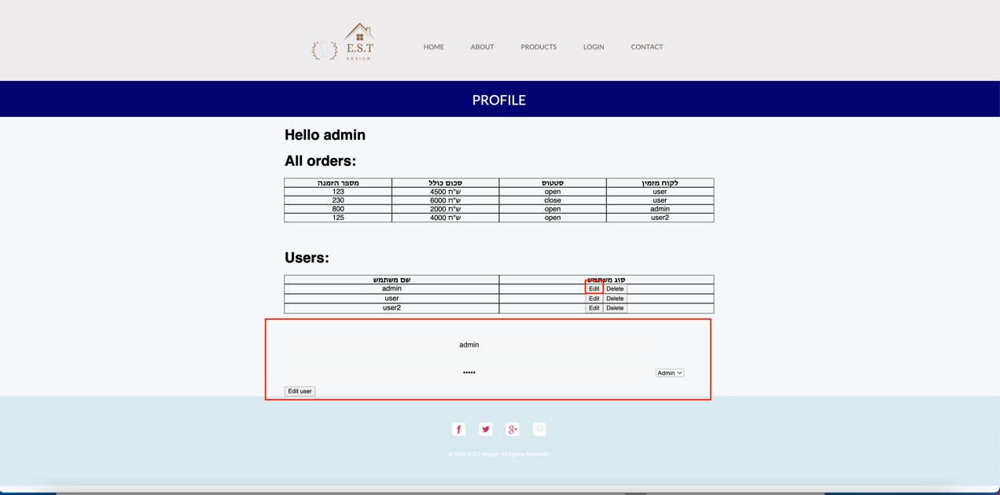 E.S.T
DESIGN
HOME ABOUT PRODUCTS LOGIN CONTACT
PROFILE
Hello admin
All orders:
מספר הזמנה סכום כולל סטטוס לקוח מזמין
123 4500 ש"ח open user
230 6000 ש"ח close user
800 2000 ש"ח open admin
125 4000 ש"ח open user2
Users:
שם משתמש סוג משתמש
admin Edit Delete
user Edit Delete
user2 Edit Delete
admin
•••••
Admin
Edit user
© 2022 E.S.T Design. All Rights Reserved.